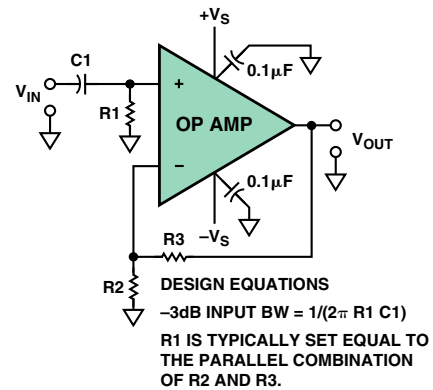 +VS
C1
0.1µF
VIN
+
R1
OP AMP
VOUT
–
0.1µF
–VS
R3
R2
DESIGN EQUATIONS
–3dB INPUT BW = 1/(2π R1 C1)
R1 IS TYPICALLY SET EQUAL TO
THE PARALLEL COMBINATION
OF R2 AND R3.